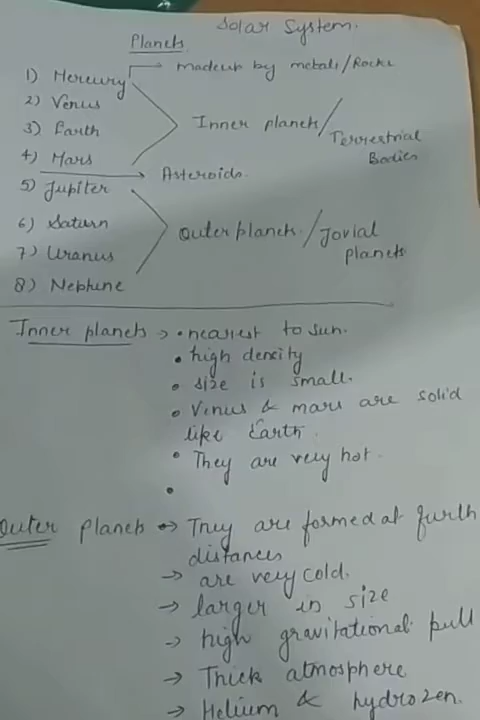 Solar System.
Planets
1) Mercury → madeup by metals/Rocks
2) Venus
3) Earth
Inner planets/
Terrestrial
Bodies
4) Mars
→ Asteroids.
5) Jupiter
6) Saturn
Outer planets/Jovial
planets
7) Uranus
8) Nephine
Inner planets → • nearest to sun.
• high density
• size is small.
• Venus & mars are solid
like Earth.
• They are very hot.
•
Outer planets → They are formed at furth
distances
→ are very cold.
→ larger in size
→ high gravitational pull
→ Thick atmosphere
→ Helium & hydrozen.